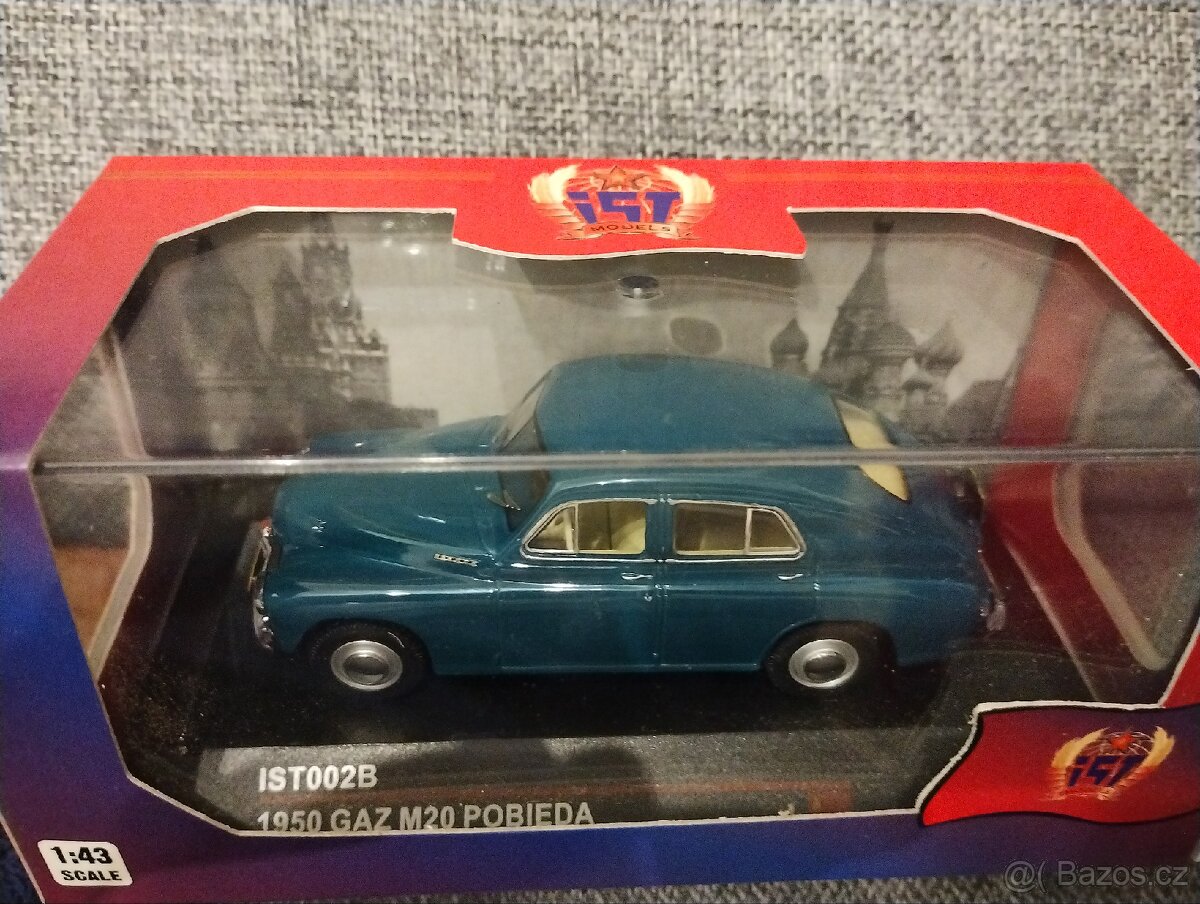 iST
MODELS
IST002B
1950 GAZ M20 POBIEDA
iST
1:43
SCALE
@( Bazos.cz